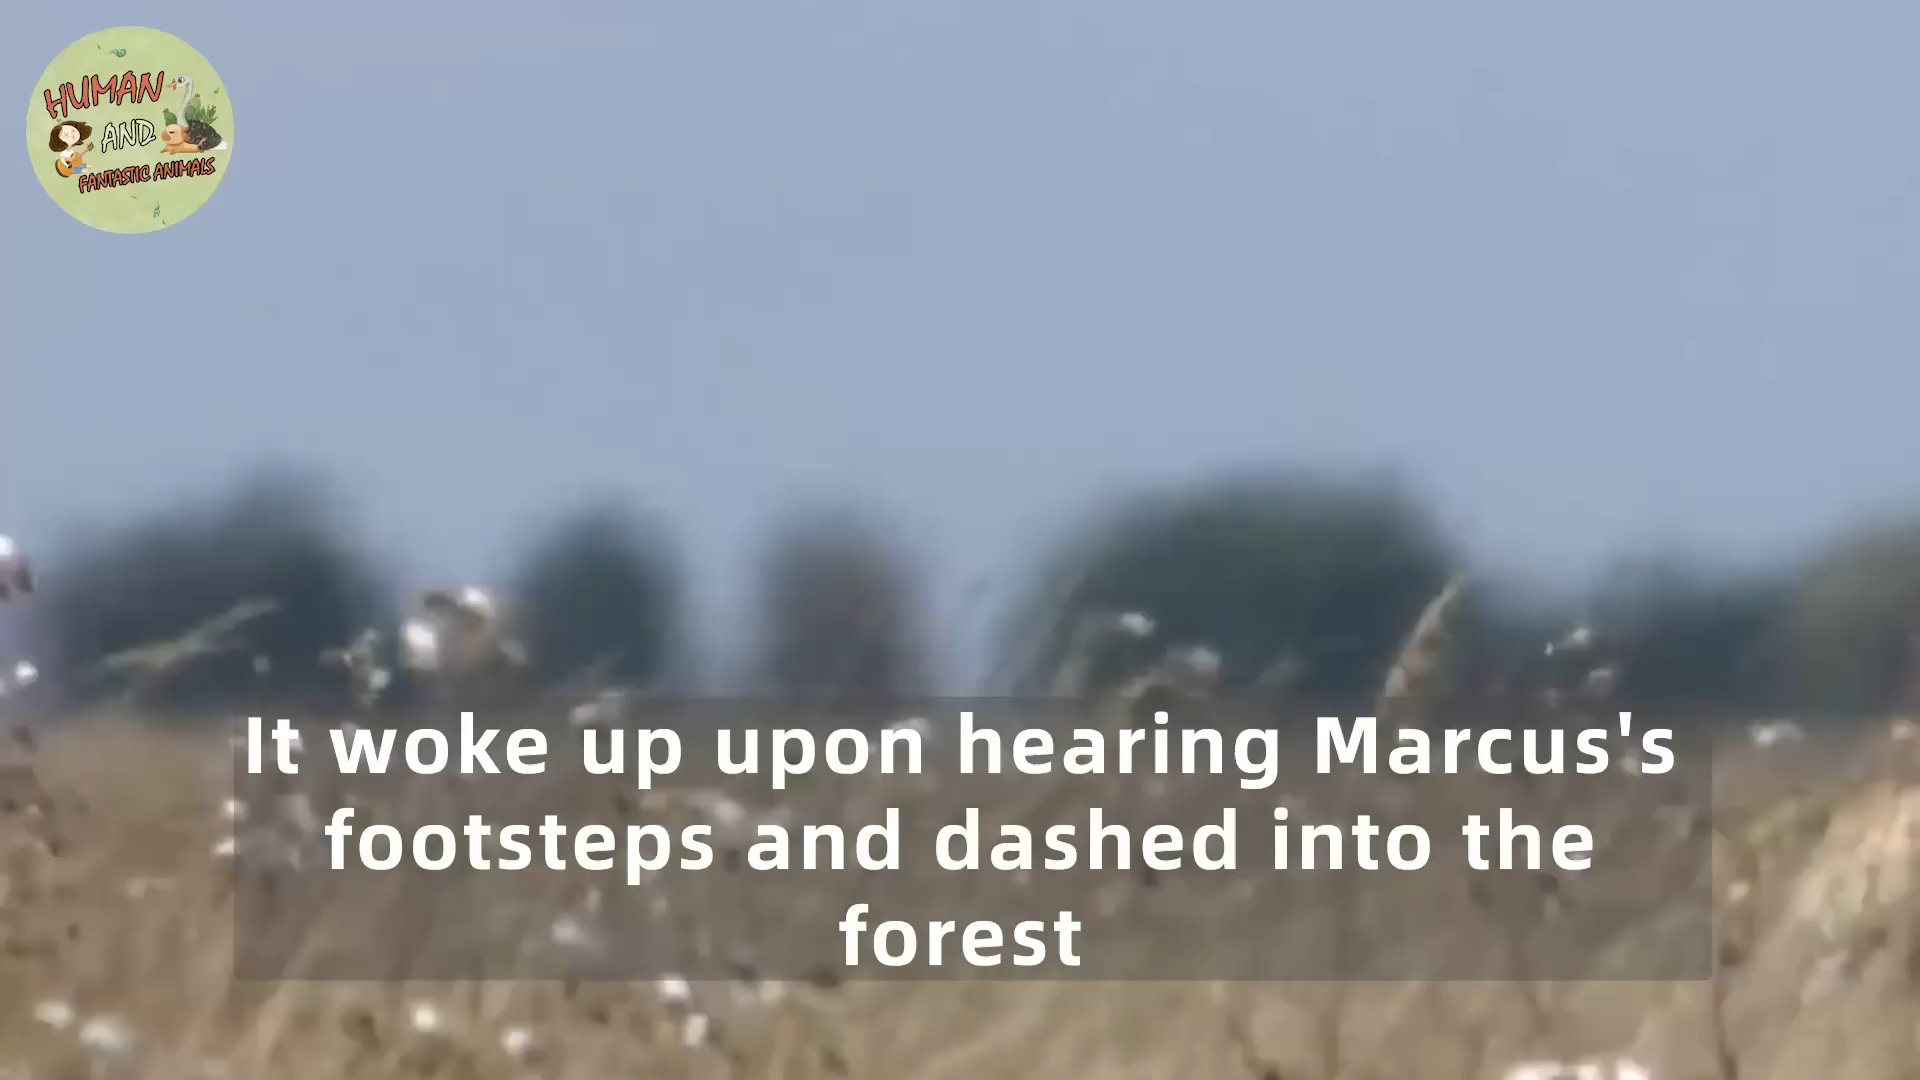 HUMAN
AND
FANTASTIC ANIMALS
It woke up upon hearing Marcus's
footsteps and dashed into the
forest